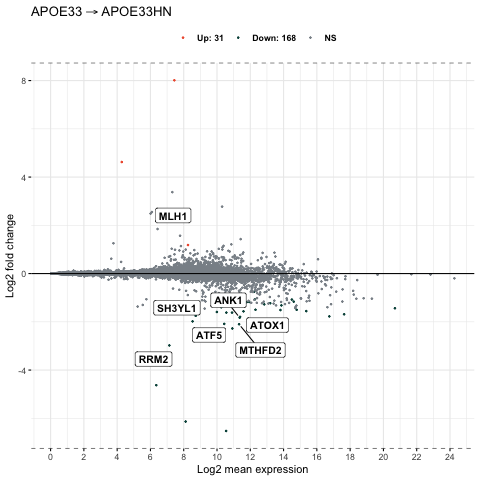 APOE33 → APOE33HN
Up: 31 Down: 168 NS
8
4
0
-4
Log2 fold change
MLH1
SH3YL1
ANK1
ATF5
ATOX1
MTHFD2
RRM2
0 2 4 6 8 10 12 14 16 18 20 22 24
Log2 mean expression